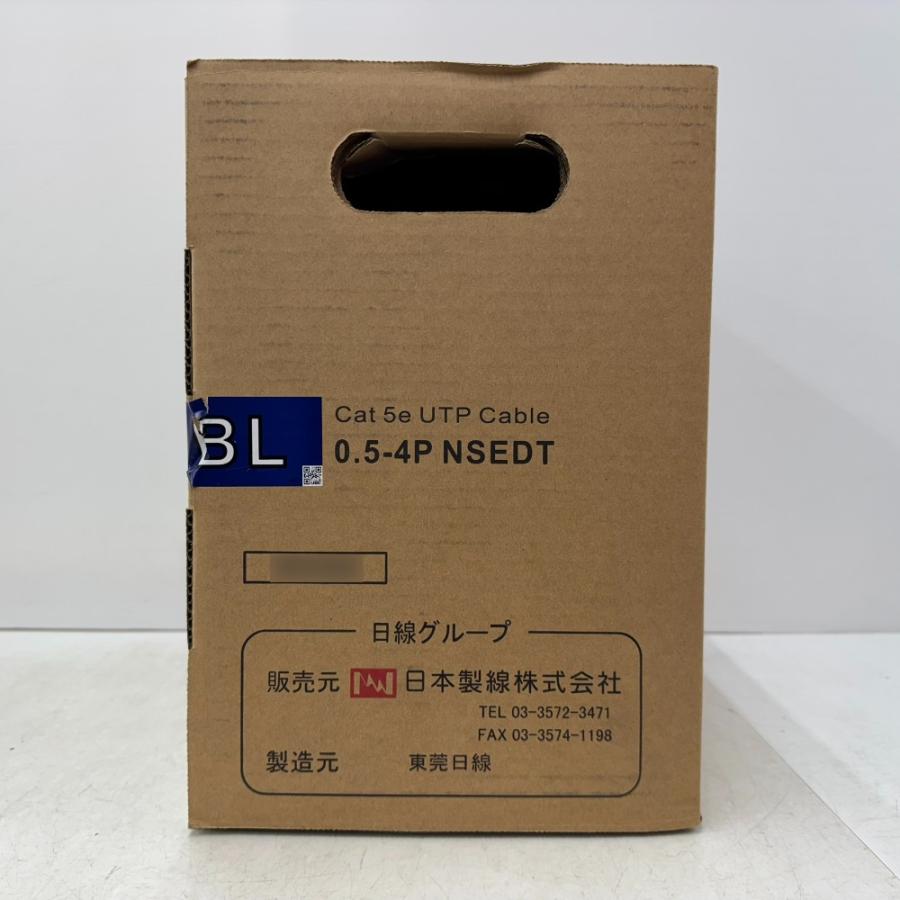 BL
Cat 5e UTP Cable
0.5-4P NSEDT
日線グループ
販売元 日本製線株式会社
TEL 03-3572-3471
FAX 03-3574-1198
製造元 東莞日線